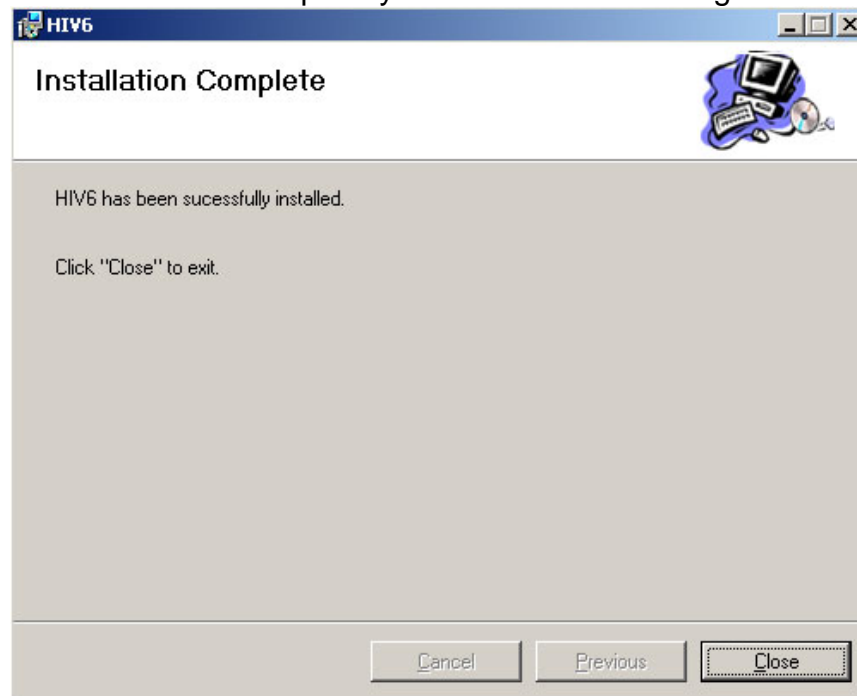 HIV6
Installation Complete
HIV6 has been sucessfully installed.
Click "Close" to exit.
Cancel
Previous
Close